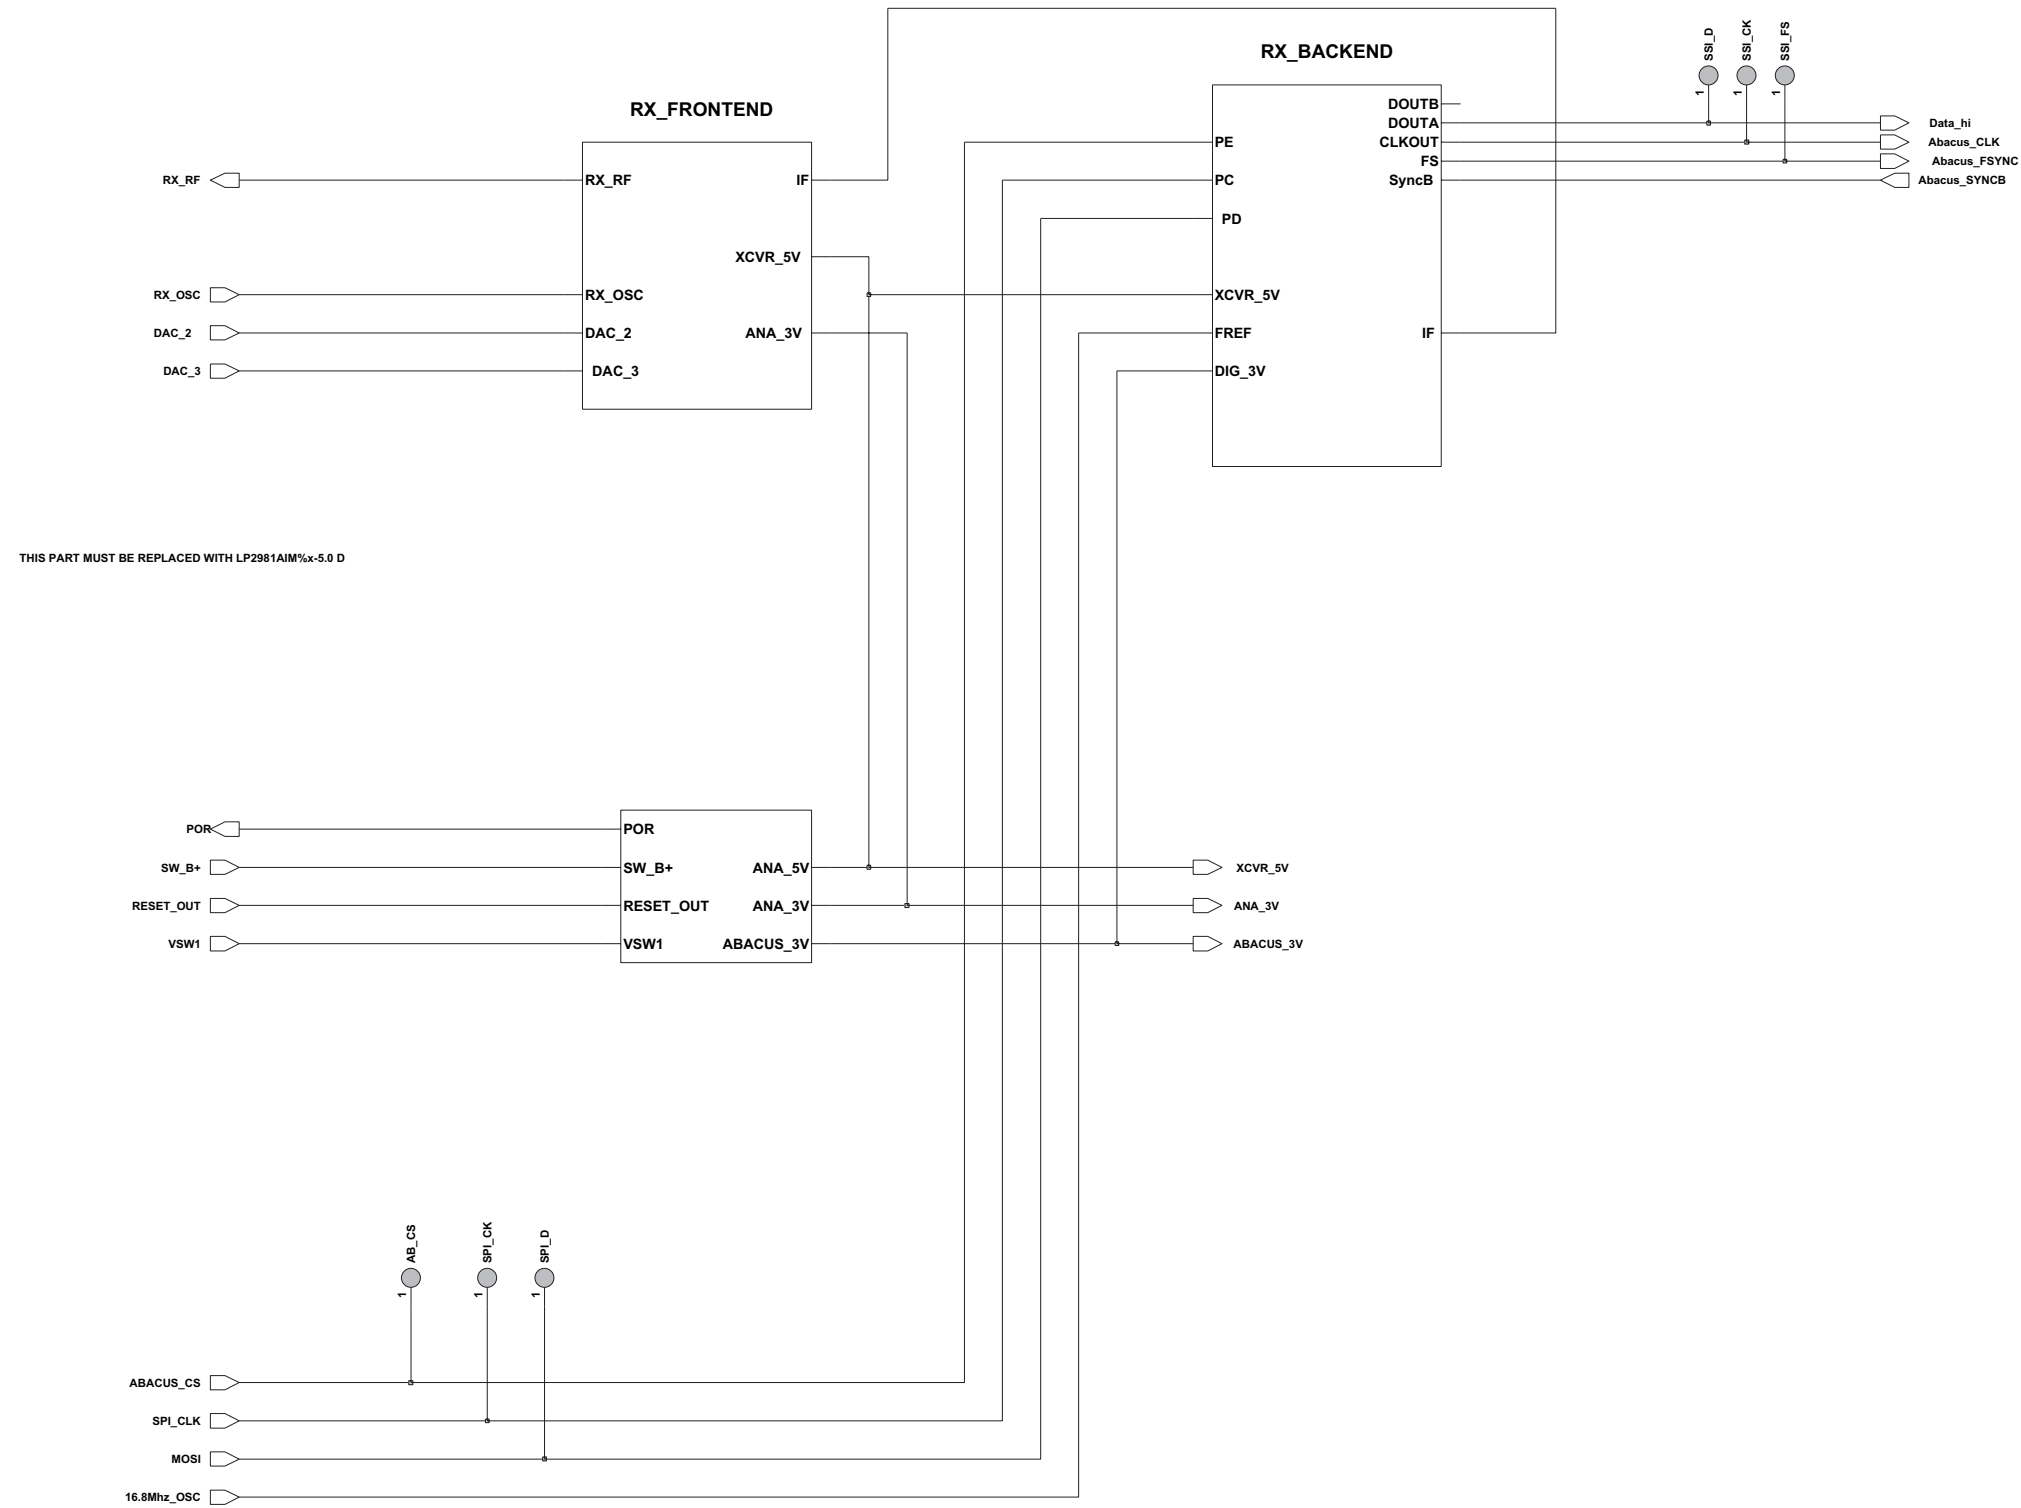 SSI_D
SSI_CK
SSI_FS
1
1
1
RX_BACKEND
RX_FRONTEND
DOUTB
DOUTA
Data_hi
PE
CLKOUT
Abacus_CLK
FS
Abacus_FSYNC
RX_RF
RX_RF
IF
PC
SyncB
Abacus_SYNCB
PD
XCVR_5V
RX_OSC
RX_OSC
XCVR_5V
DAC_2
DAC_2
ANA_3V
FREF
IF
DAC_3
DAC_3
DIG_3V
THIS PART MUST BE REPLACED WITH LP2981AIM%x-5.0 D
POR
POR
SW_B+
SW_B+
ANA_5V
XCVR_5V
RESET_OUT
RESET_OUT
ANA_3V
ANA_3V
VSW1
VSW1
ABACUS_3V
ABACUS_3V
AB_CS
SPI_CK
SPI_D
1
1
1
ABACUS_CS
SPI_CLK
MOSI
16.8Mhz_OSC